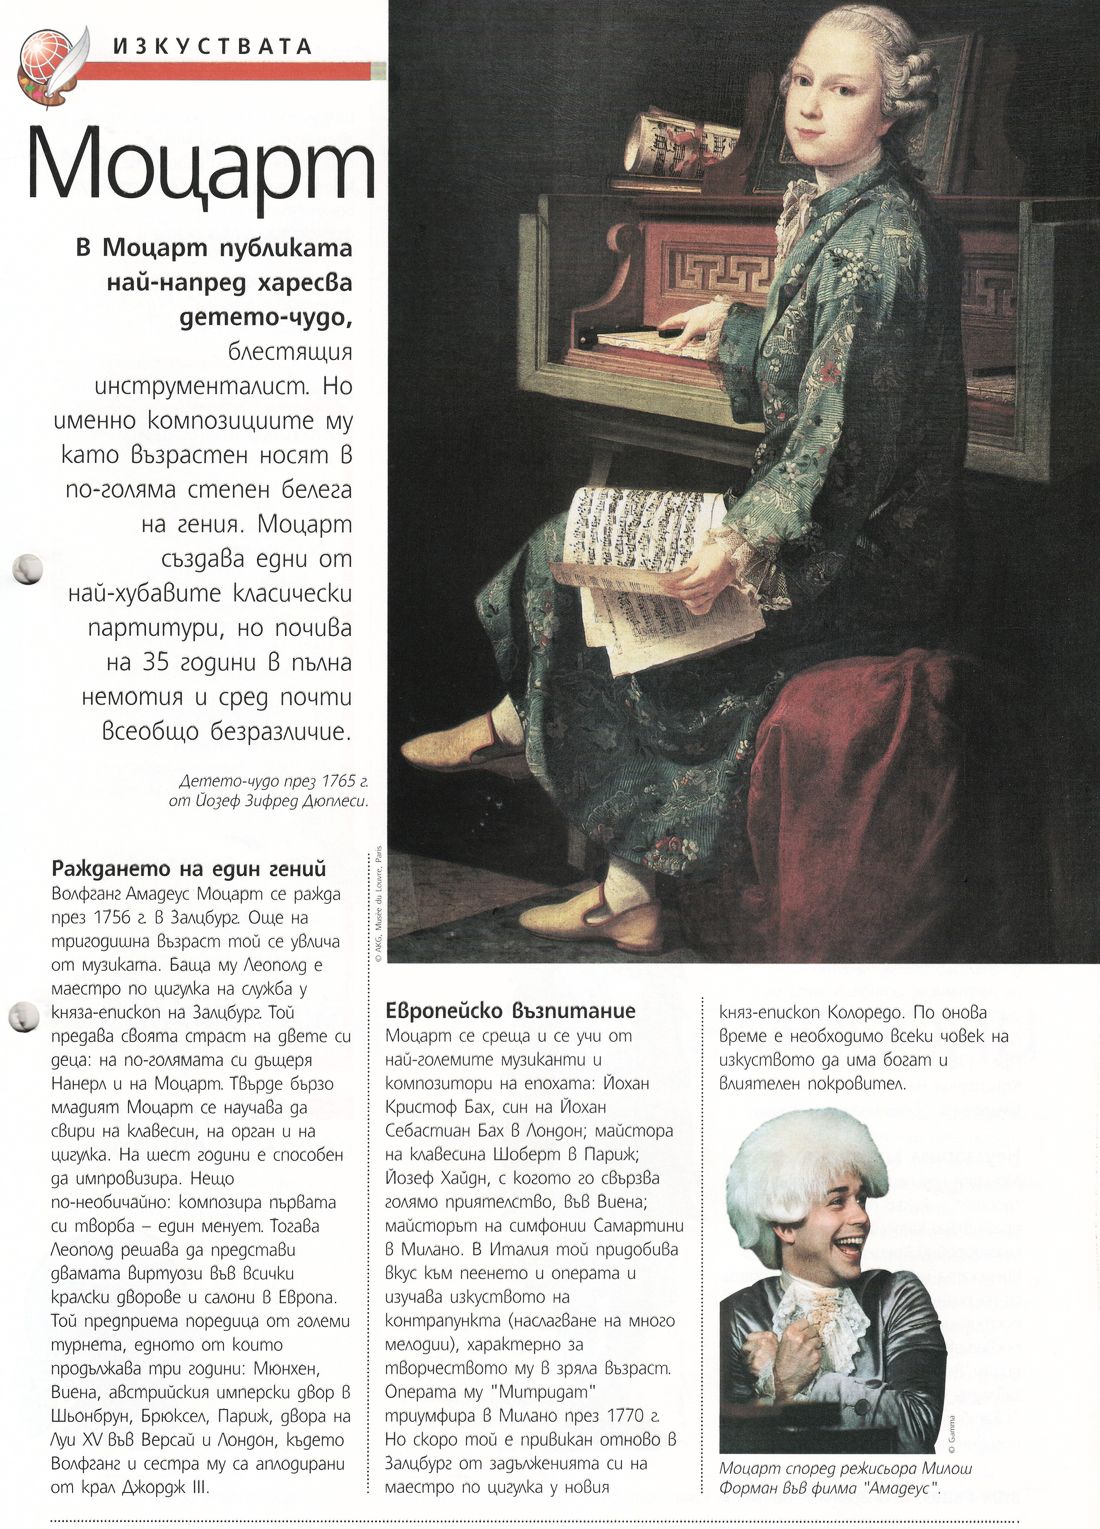 ИЗКУСТВАТА
Моцарт
В Моцарт публиката
най-напред харесва
детето-чудо,
блестящия
инструменталист. Но
именно композициите му
като възрастен носят в
по-голяма степен белега
на гения. Моцарт
създава едни от
най-хубавите класически
партитури, но почива
на 35 години в пълна
немотия и сред почти
всеобщо безразличие.
Детето-чудо през 1765 г.
от Йозеф Зифред Дюплеси.
© AKG, Musée du Louvre, Paris
Раждането на един гений
Волфганг Амадеус Моцарт се ражда
през 1756 г. в Залцбург. Още на
тригодишна възраст той се увлича
от музиката. Баща му Леополд е
маестро по цигулка на служба у
княза-епископ на Залцбург. Той
предава своята страст на двете си
деца: на по-голямата си дъщеря
Нанерл и на Моцарт. Твърде бързо
младият Моцарт се научава да
свири на клавесин, на орган и на
цигулка. На шест години е способен
да импровизира. Нещо
по-необичайно: композира първата
си творба – един менует. Тогава
Леополд решава да представи
двамата виртуози във всички
кралски дворове и салони в Европа.
Той предприема поредица от големи
турнета, едното от които
продължава три години: Мюнхен,
Виена, австрийския имперски двор в
Шьонбрун, Брюксел, Париж, двора на
Луи XV във Версай и Лондон, където
Волфганг и сестра му са аплодирани
от крал Джордж III.
Европейско възпитание
Моцарт се среща и се учи от
най-големите музиканти и
композитори на епохата: Йохан
Кристоф Бах, син на Йохан
Себастиан Бах в Лондон; майстора
на клавесина Шоберт в Париж;
Йозеф Хайдн, с когото го свързва
голямо приятелство, във Виена;
майсторът на симфонии Самартини
в Милано. В Италия той придобива
вкус към пеенето и операта и
изучава изкуството на
контрапункта (наслагване на много
мелодии), характерно за
творчеството му в зряла възраст.
Операта му "Митридат"
триумфира в Милано през 1770 г.
Но скоро той е привикан отново в
Залцбург от задълженията си на
маестро по цигулка у новия
княз-епископ Колоредо. По онова
време е необходимо всеки човек на
изкуството да има богат и
влиятелен покровител.
© Gamma
Моцарт според режисьора Милош
Форман във филма "Амадеус".